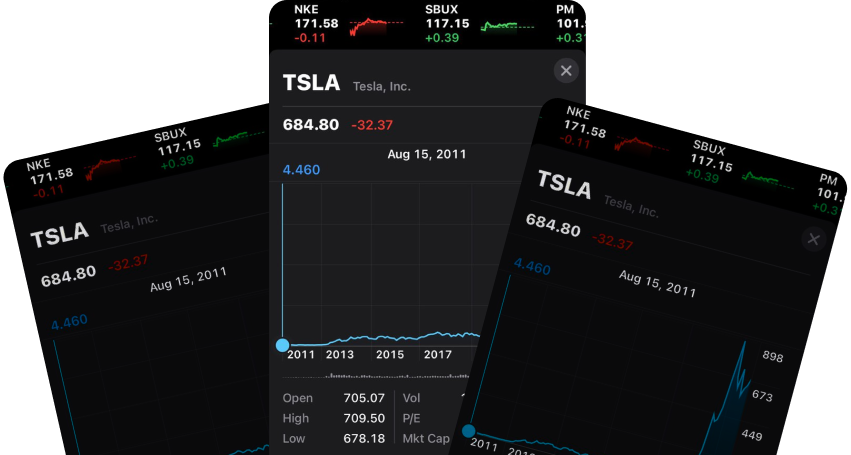 NKE
171.58
-0.11
SBUX
117.15
+0.39
TSLA Tesla, Inc.
684.80 -32.37
Aug 15, 2011
4.460
NKE
171.58
-0.11
SBUX
117.15
+0.39
PM
101.
TSLA Tesla, Inc.
684.80 -32.37
Aug 15, 2011
4.460
2011 2013 2015 2017
Open 705.07 Vol
High 709.50 P/E
Low 678.18 Mkt Cap
NKE
171.58
-0.11
SBUX
117.15
+0.39
PM
101.
+0.3
TSLA Tesla, Inc.
684.80 -32.37
Aug 15, 2011
4.460
898
673
449
2011